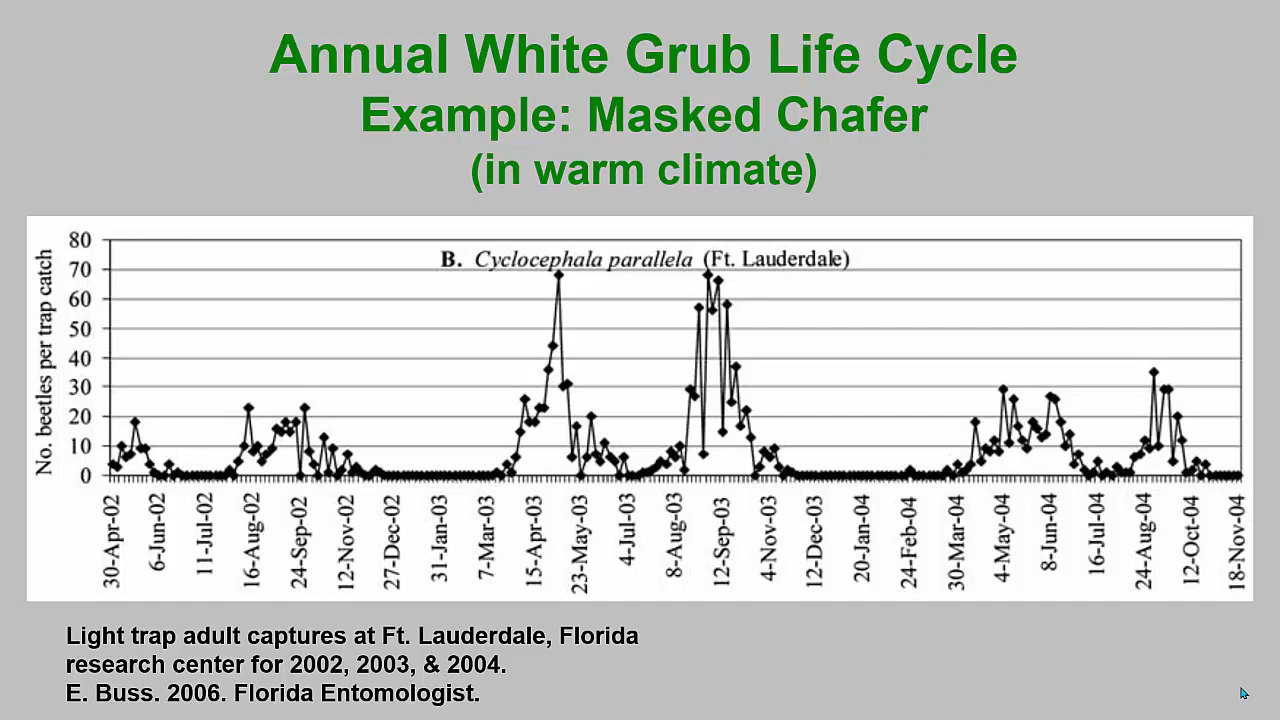 Annual White Grub Life Cycle
Example: Masked Chafer
(in warm climate)
B. Cyclocephala parallela (Ft. Lauderdale)
No. beetles per trap catch
80
70
60
50
40
30
20
10
0
30-Apr-02
6-Jun-02
11-Jul-02
16-Aug-02
24-Sep-02
12-Nov-02
27-Dec-02
31-Jan-03
7-Mar-03
15-Apr-03
23-May-03
4-Jul-03
8-Aug-03
12-Sep-03
4-Nov-03
12-Dec-03
20-Jan-04
24-Feb-04
30-Mar-04
4-May-04
8-Jun-04
16-Jul-04
24-Aug-04
12-Oct-04
18-Nov-04
Light trap adult captures at Ft. Lauderdale, Florida
research center for 2002, 2003, & 2004.
E. Buss. 2006. Florida Entomologist.